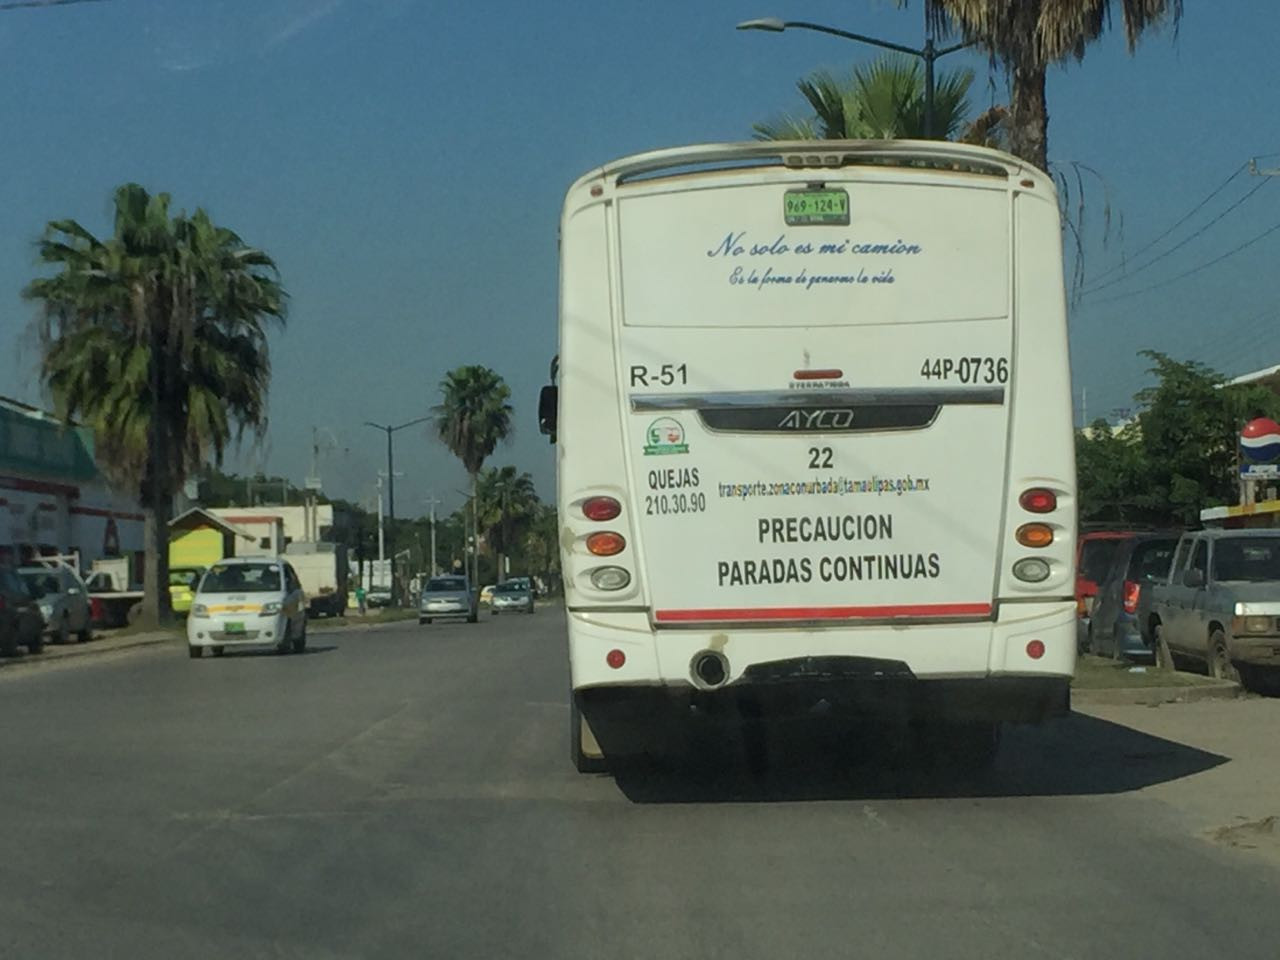 969-124-V
No solo es mi camion
Es la forma de ganarme la vida
R-51
44P-0736
AYCO
22
QUEJAS
210.30.90
transporte.zonaconurbada@tamaulipas.gob.mx
PRECAUCION
PARADAS CONTINUAS